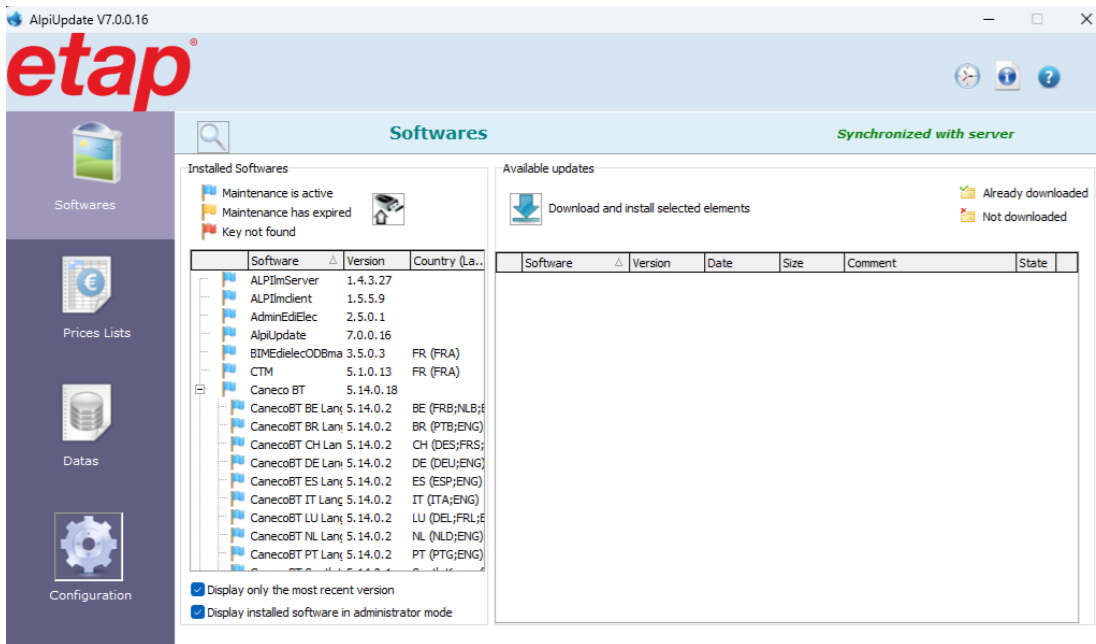 AlpiUpdate V7.0.0.16
etap®
Softwares
Prices Lists
Datas
Configuration
Softwares
Synchronized with server
Installed Softwares
Maintenance is active
Maintenance has expired
Key not found
Software Version Country (La..
ALPIlmServer 1.4.3.27
ALPIlmclient 1.5.5.9
AdminEdiElec 2.5.0.1
AlpiUpdate 7.0.0.16
BIMEdielecODBma 3.5.0.3 FR (FRA)
CTM 5.1.0.13 FR (FRA)
Caneco BT 5.14.0.18
CanecoBT BE Lang 5.14.0.2 BE (FRB;NLB;E
CanecoBT BR Lang 5.14.0.2 BR (PTB;ENG)
CanecoBT CH Lan 5.14.0.2 CH (DES;FRS;
CanecoBT DE Lang 5.14.0.2 DE (DEU;ENG)
CanecoBT ES Lang 5.14.0.2 ES (ESP;ENG)
CanecoBT IT Lang 5.14.0.2 IT (ITA;ENG)
CanecoBT LU Lang 5.14.0.2 LU (DEL;FRL;E
CanecoBT NL Lang 5.14.0.2 NL (NLD;ENG)
CanecoBT PT Lang 5.14.0.2 PT (PTG;ENG)
Display only the most recent version
Display installed software in administrator mode
Available updates
Download and install selected elements
Already downloaded
Not downloaded
Software Version Date Size Comment State